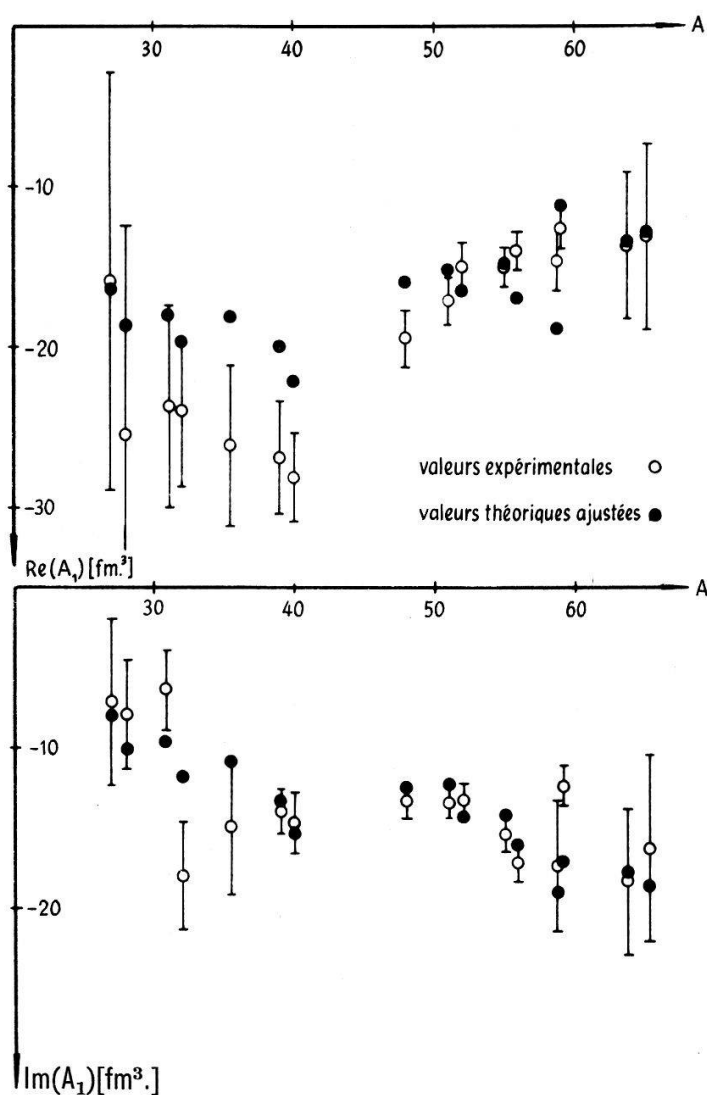 A
30 40 50 60
-10
-20
valeurs expérimentales
valeurs théoriques ajustées
-30
Re(A₁)[fm.³]
A
30 40 50 60
-10
-20
Im(A₁)[fm³.]